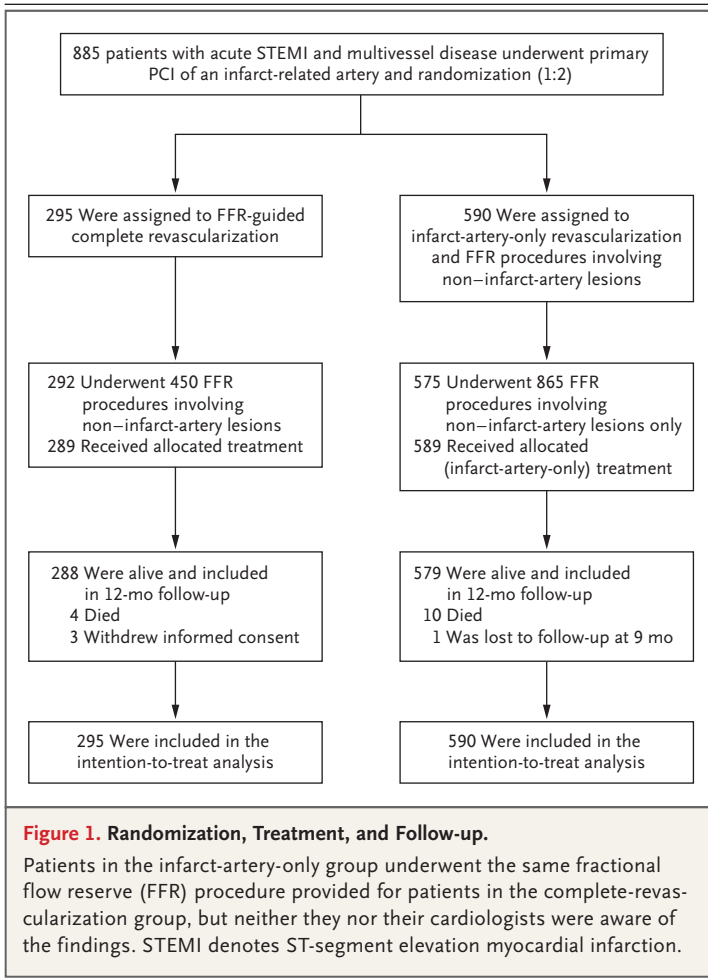 885 patients with acute STEMI and multivessel disease underwent primary
PCI of an infarct-related artery and randomization (1:2)
295 Were assigned to FFR-guided
complete revascularization
590 Were assigned to
infarct-artery-only revascularization
and FFR procedures involving
non–infarct-artery lesions
292 Underwent 450 FFR
procedures involving
non–infarct-artery lesions
289 Received allocated treatment
575 Underwent 865 FFR
procedures involving
non–infarct-artery lesions only
589 Received allocated
(infarct-artery-only) treatment
288 Were alive and included
in 12-mo follow-up
4 Died
3 Withdrew informed consent
579 Were alive and included
in 12-mo follow-up
10 Died
1 Was lost to follow-up at 9 mo
295 Were included in the
intention-to-treat analysis
590 Were included in the
intention-to-treat analysis
Figure 1. Randomization, Treatment, and Follow-up.
Patients in the infarct-artery-only group underwent the same fractional
flow reserve (FFR) procedure provided for patients in the complete-revas-
cularization group, but neither they nor their cardiologists were aware of
the findings. STEMI denotes ST-segment elevation myocardial infarction.